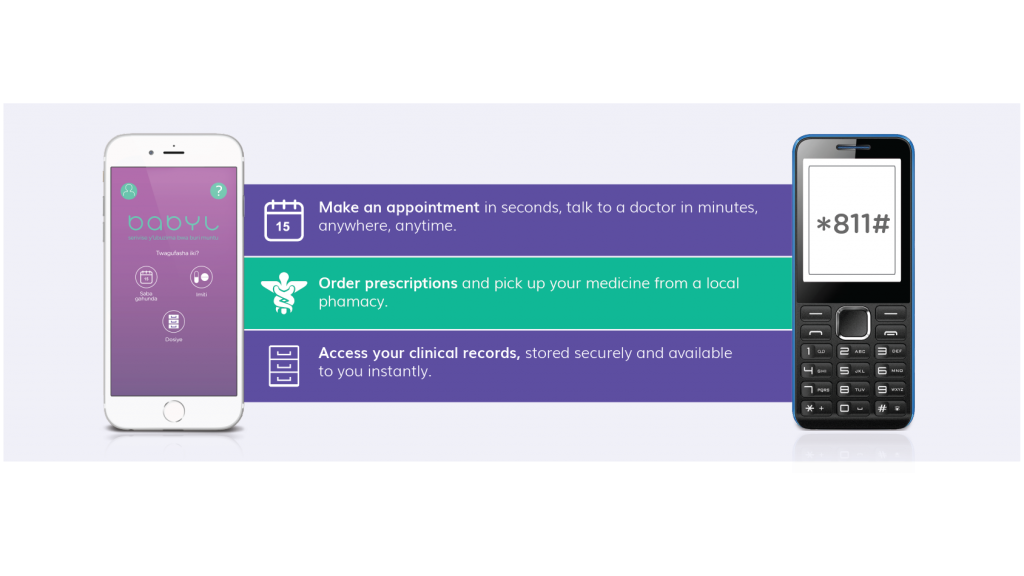 babyl
Twagufasha iki?
15
Saba
gahunda
Imiti
Dosiye
15
Make an appointment in seconds, talk to a doctor in minutes,
anywhere, anytime.
Order prescriptions and pick up your medicine from a local
phamacy.
Access your clinical records, stored securely and available
to you instantly.
*811#
1
2 ABC
3 DEF
4 GHI
5 JKL
6 MNO
7 PQRS
8 TUV
9 WXYZ
* +
0
#